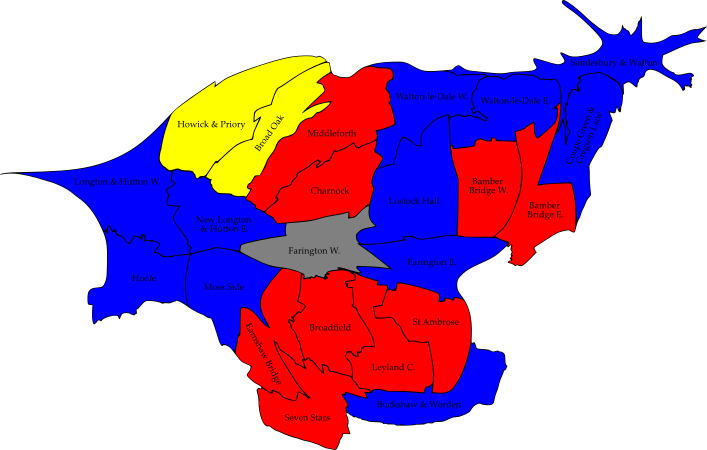 Samlesbury & Walton
Walton-le-Dale W.
Walton-le-Dale E.
Coupe Green &
Gregson Lane
Howick & Priory
Broad Oak
Middleforth
Charnock
Bamber
Bridge W.
Bamber
Bridge E.
Longton & Hutton W.
New Longton
& Hutton E.
Lostock Hall
Farington W.
Farington E.
Hoole
Moss Side
Broadfield
St Ambrose
Earnshaw Bridge
Leyland C.
Seven Stars
Buckshaw & Worden